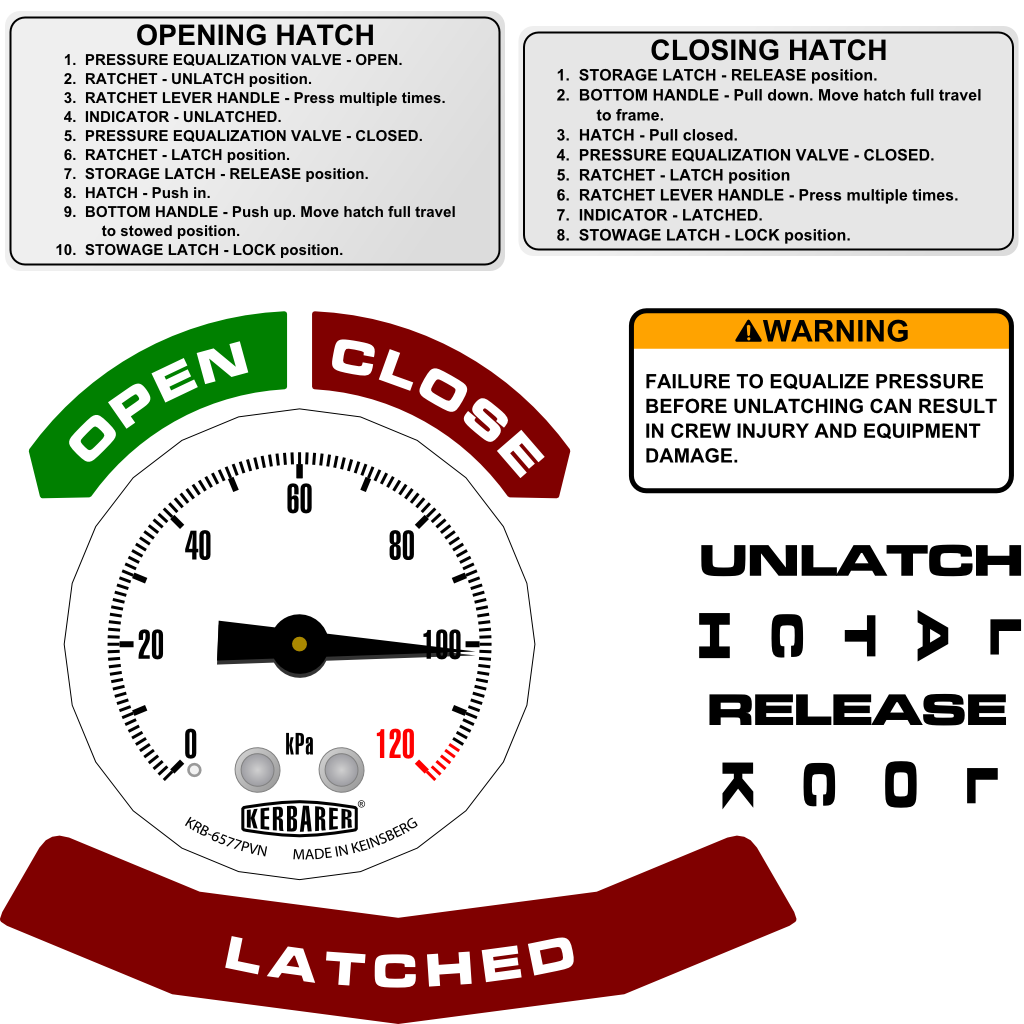 OPENING HATCH
1. PRESSURE EQUALIZATION VALVE - OPEN.
2. RATCHET - UNLATCH position.
3. RATCHET LEVER HANDLE - Press multiple times.
4. INDICATOR - UNLATCHED.
5. PRESSURE EQUALIZATION VALVE - CLOSED.
6. RATCHET - LATCH position.
7. STORAGE LATCH - RELEASE position.
8. HATCH - Push in.
9. BOTTOM HANDLE - Push up. Move hatch full travel
to stowed position.
10. STOWAGE LATCH - LOCK position.
CLOSING HATCH
1. STORAGE LATCH - RELEASE position.
2. BOTTOM HANDLE - Pull down. Move hatch full travel
to frame.
3. HATCH - Pull closed.
4. PRESSURE EQUALIZATION VALVE - CLOSED.
5. RATCHET - LATCH position
6. RATCHET LEVER HANDLE - Press multiple times.
7. INDICATOR - LATCHED.
8. STOWAGE LATCH - LOCK position.
OPEN
CLOSE
⚠WARNING
FAILURE TO EQUALIZE PRESSURE
BEFORE UNLATCHING CAN RESULT
IN CREW INJURY AND EQUIPMENT
DAMAGE.
60
40
80
20
100
0
kPa
120
KERBARER®
KRB-6577PVN
MADE IN KEINSBERG
UNLATCH
LATCH
RELEASE
LOCK
LATCHED